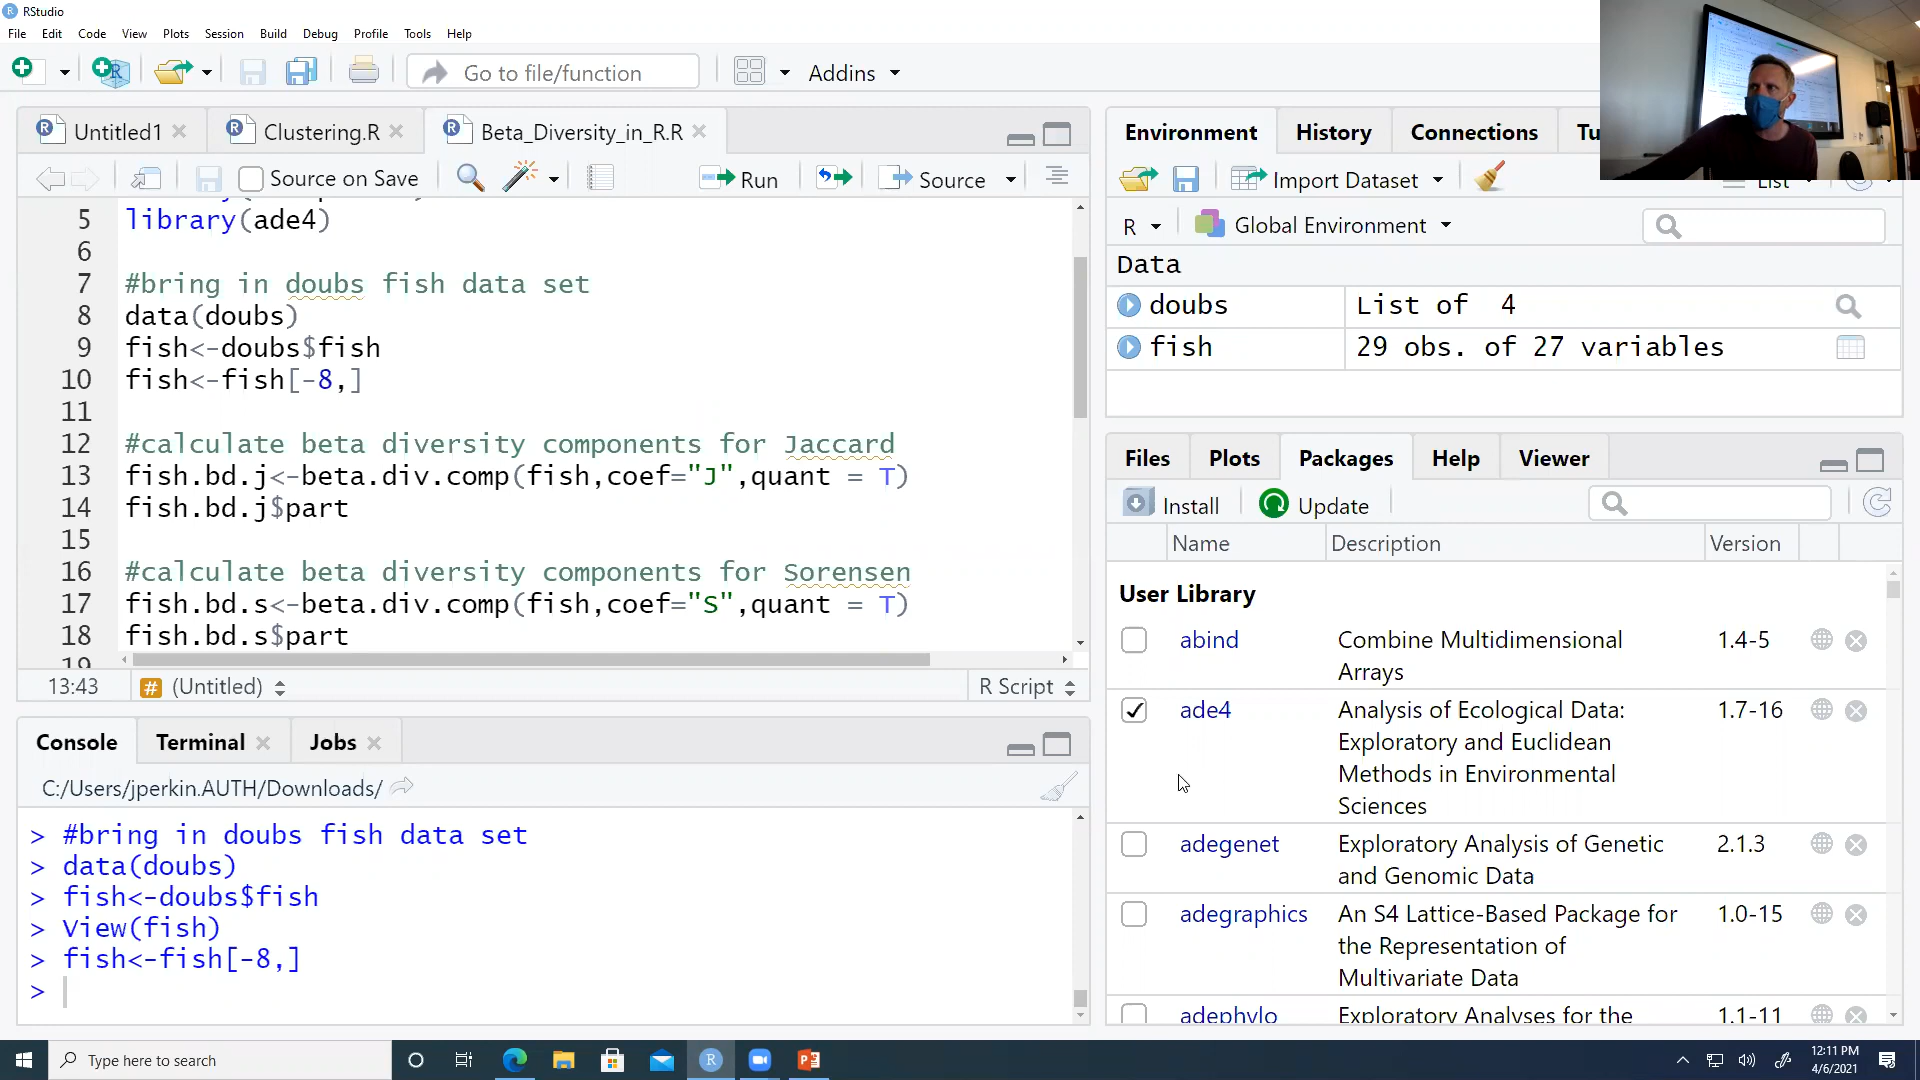 RStudio
File Edit Code View Plots Session Build Debug Profile Tools Help
Go to file/function Addins
Untitled1 Clustering.R Beta_Diversity_in_R.R
Source on Save Run Source
5 library(ade4)
6
7 #bring in doubs fish data set
8 data(doubs)
9 fish<-doubs$fish
10 fish<-fish[-8,]
11
12 #calculate beta diversity components for Jaccard
13 fish.bd.j<-beta.div.comp(fish,coef="J",quant = T)
14 fish.bd.j$part
15
16 #calculate beta diversity components for Sorensen
17 fish.bd.s<-beta.div.comp(fish,coef="S",quant = T)
18 fish.bd.s$part
19
13:43 # (Untitled) R Script
Console Terminal Jobs
C:/Users/jperkin.AUTH/Downloads/
> #bring in doubs fish data set
> data(doubs)
> fish<-doubs$fish
> View(fish)
> fish<-fish[-8,]
>
Environment History Connections Tu
Import Dataset List
R Global Environment
Data
doubs List of 4
fish 29 obs. of 27 variables
Files Plots Packages Help Viewer
Install Update
Name Description Version
User Library
abind Combine Multidimensional 1.4-5
Arrays
ade4 Analysis of Ecological Data: 1.7-16
Exploratory and Euclidean
Methods in Environmental
Sciences
adegenet Exploratory Analysis of Genetic 2.1.3
and Genomic Data
adegraphics An S4 Lattice-Based Package for 1.0-15
the Representation of
Multivariate Data
adephylo Exploratory Analyses for the 1.1-11
Type here to search
12:11 PM
4/6/2021